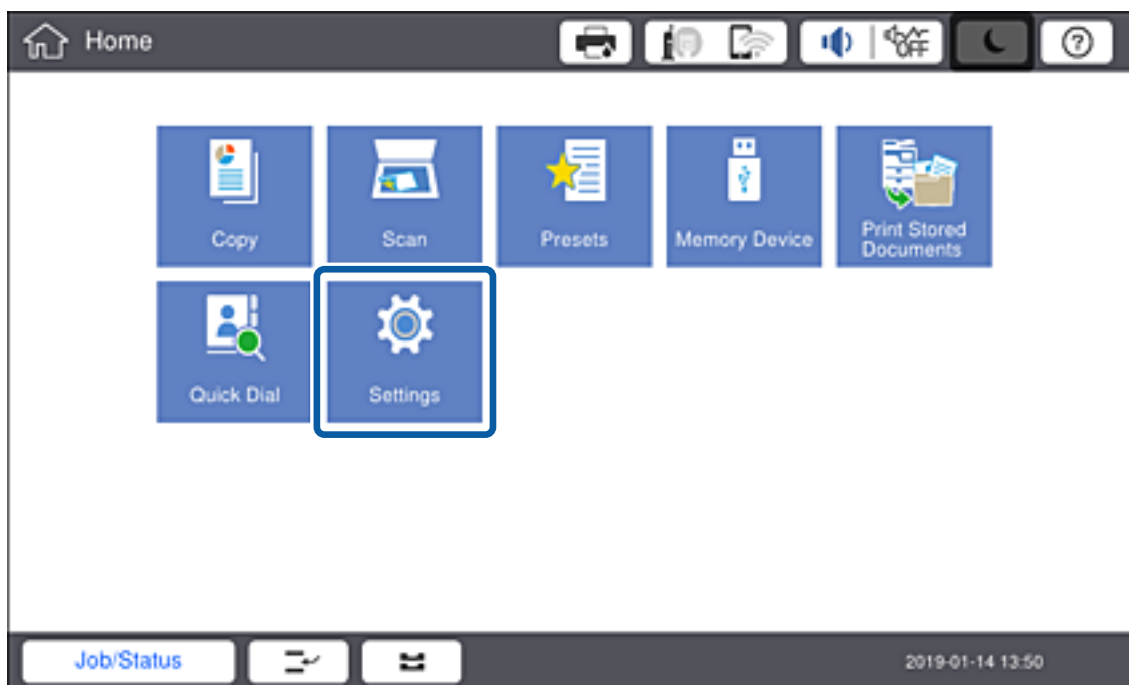 Home
OFF
Copy
Scan
Presets
Memory Device
Print Stored
Documents
Quick Dial
Settings
Job/Status
2019-01-14 13:50